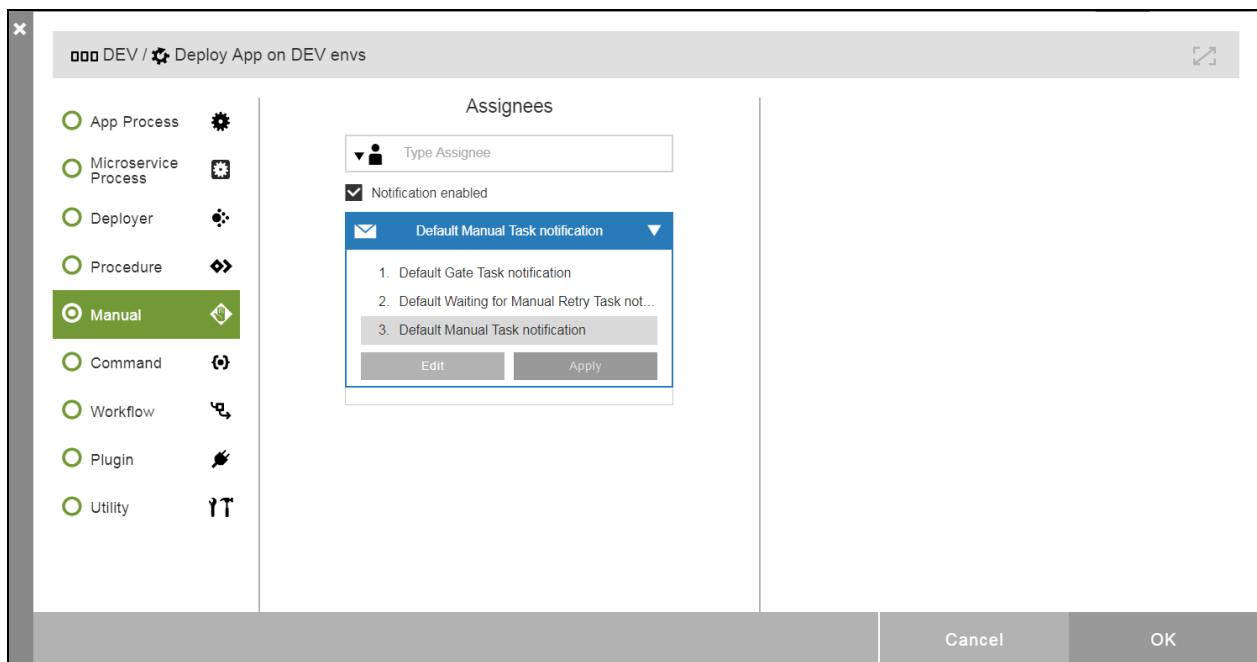 DEV / Deploy App on DEV envs
App Process
Microservice
Process
Deployer
Procedure
Manual
Command
Workflow
Plugin
Utility
Assignees
Type Assignee
Notification enabled
Default Manual Task notification
1. Default Gate Task notification
2. Default Waiting for Manual Retry Task not...
3. Default Manual Task notification
Edit
Apply
Cancel
OK